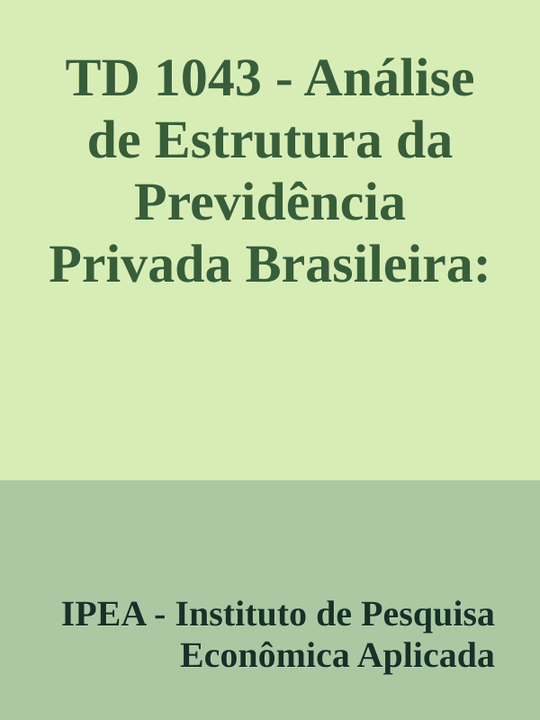 TD 1043 - Análise
de Estrutura da
Previdência
Privada Brasileira:
IPEA - Instituto de Pesquisa
Econômica Aplicada